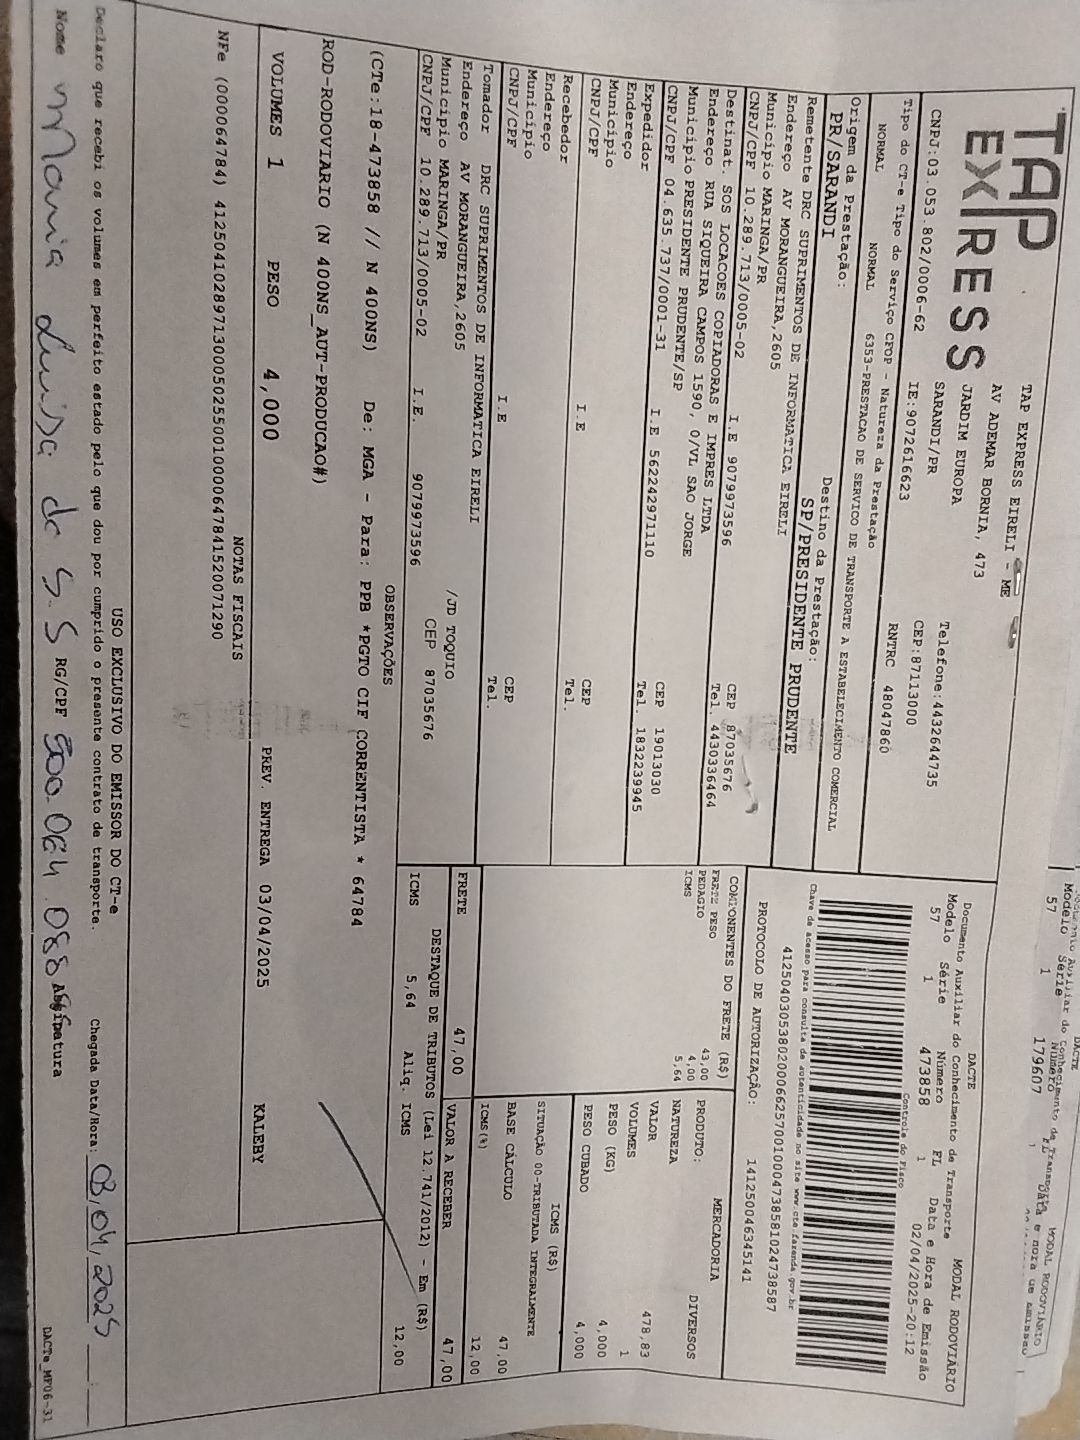 TAP
EXPRESS
TAP EXPRESS EIRELI - ME
AV ADEMAR BORNIA, 473
JARDIM EUROPA
SARANDI/PR
Telefone:4432644735
CEP:87113000
CNPJ:03.053.802/0006-62 IE:9072616623 RNTRC 48047860
Tipo do CT-e Tipo do Serviço CFOP - Natureza da Prestação
NORMAL NORMAL 6353-PRESTACAO DE SERVICO DE TRANSPORTE A ESTABELECIMENTO COMERCIAL
Origem da Prestação: Destino da Prestação:
PR/SARANDI SP/PRESIDENTE PRUDENTE
DACTE MODAL RODOVIÁRIO
Documento Auxiliar do Conhecimento de Transporte
Modelo Série Número FL Data e Hora de Emissão
57 1 473858 1 02/04/2025-20:12
Controle do Fisco
Chave de acesso para consulta de autenticidade no site www.cte.fazenda.gov.br
41250403053802000662570010004738581024738587
PROTOCOLO DE AUTORIZAÇÃO: 141250046345141
Remetente DRC SUPRIMENTOS DE INFORMATICA EIRELI
Endereço AV MORANGUEIRA,2605
Município MARINGA/PR CEP 87035676
CNPJ/CPF 10.289.713/0005-02 I.E 9079973596 Tel. 4430336464
Destinat. SOS LOCACOES COPIADORAS E IMPRES LTDA
Endereço RUA SIQUEIRA CAMPOS 1590, 0/VL SAO JORGE
Município PRESIDENTE PRUDENTE/SP CEP 19013030
CNPJ/CPF 04.635.737/0001-31 I.E 562242971110 Tel. 1832239945
Expedidor
Endereço
Município CEP
CNPJ/CPF I.E Tel.
Recebedor
Endereço
Município CEP
CNPJ/CPF I.E Tel.
Tomador DRC SUPRIMENTOS DE INFORMATICA EIRELI
Endereço AV MORANGUEIRA,2605 /JD TOQUIO
Município MARINGA/PR CEP 87035676
CNPJ/CPF 10.289.713/0005-02 I.E. 9079973596
COMPONENTES DO FRETE (R$)
FRETE PESO 43,00
PEDAGIO 4,00
ICMS 5,64
FRETE 47,00
PRODUTO: MERCADORIA
NATUREZA DIVERSOS
VALOR 478,83
VOLUMES 1
PESO (KG) 4,000
PESO CUBADO 4,000
ICMS (R$)
SITUAÇÃO 00-TRIBUTADA INTEGRALMENTE
BASE CÁLCULO 47,00
ICMS(%) 12,00
VALOR A RECEBER 47,00
DESTAQUE DE TRIBUTOS (Lei 12.741/2012) - Em (R$)
ICMS 5,64 Aliq. ICMS 12,00
OBSERVAÇÕES
(CTe:18-473858 // N 400NS) De: MGA - Para: PPB *PGTO CIF CORRENTISTA * 64784
ROD-RODOVIARIO (N 400NS_AUT-PRODUCAO#)
VOLUMES 1 PESO 4,000 PREV. ENTREGA 03/04/2025 KALEBY
NOTAS FISCAIS
NFe (000064784) 41250410289713000502550010000647841520071290
USO EXCLUSIVO DO EMISSOR DO CT-e
Declaro que recebi os volumes em perfeito estado pelo que dou por cumprido o presente contrato de transporte. Chegada Data/Hora: 08/04/2025 :
Nome Maria Luisa de S. S RG/CPF Assinatura
DACTe_MP06-31
DACTE
MODAL RODOVIÁRIO
Modelo Série Número
57 1 179607